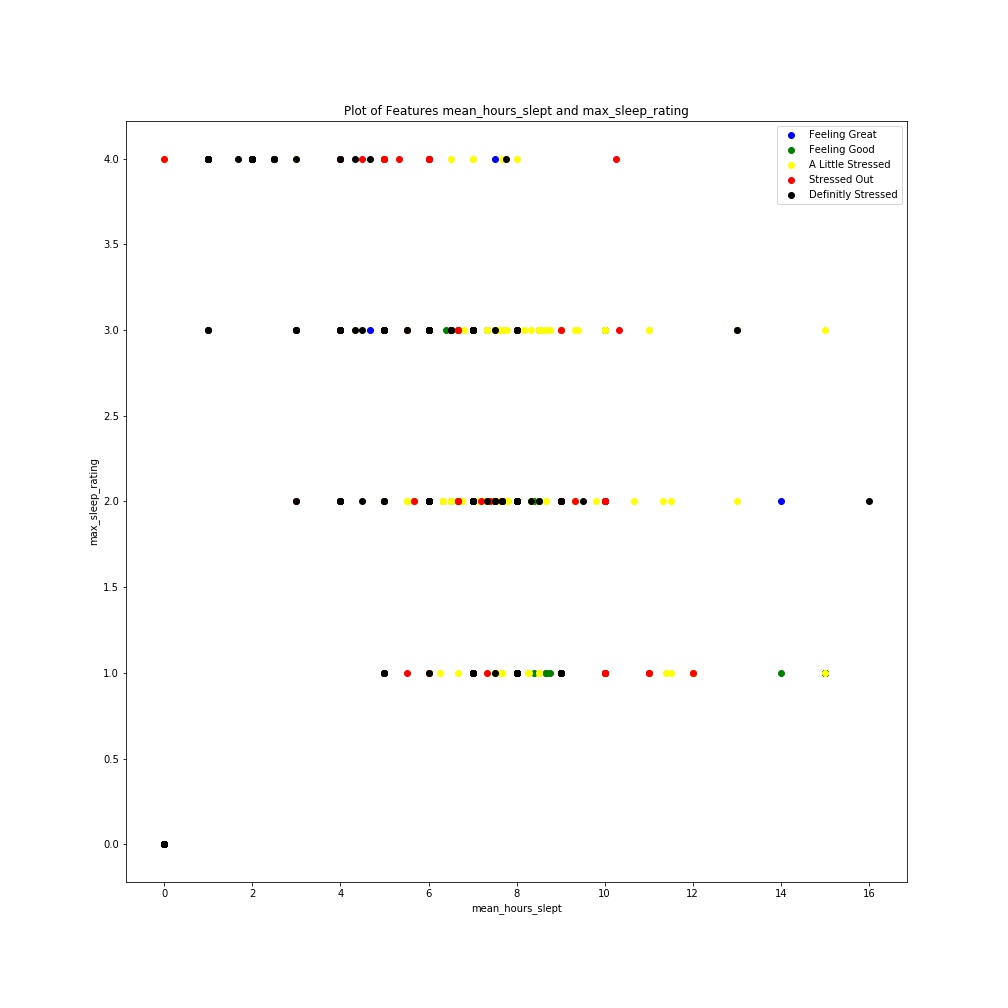 Plot of Features mean_hours_slept and max_sleep_rating
Feeling Great
Feeling Good
A Little Stressed
Stressed Out
Definitly Stressed
max_sleep_rating
4.0
3.5
3.0
2.5
2.0
1.5
1.0
0.5
0.0
0 2 4 6 8 10 12 14 16
mean_hours_slept